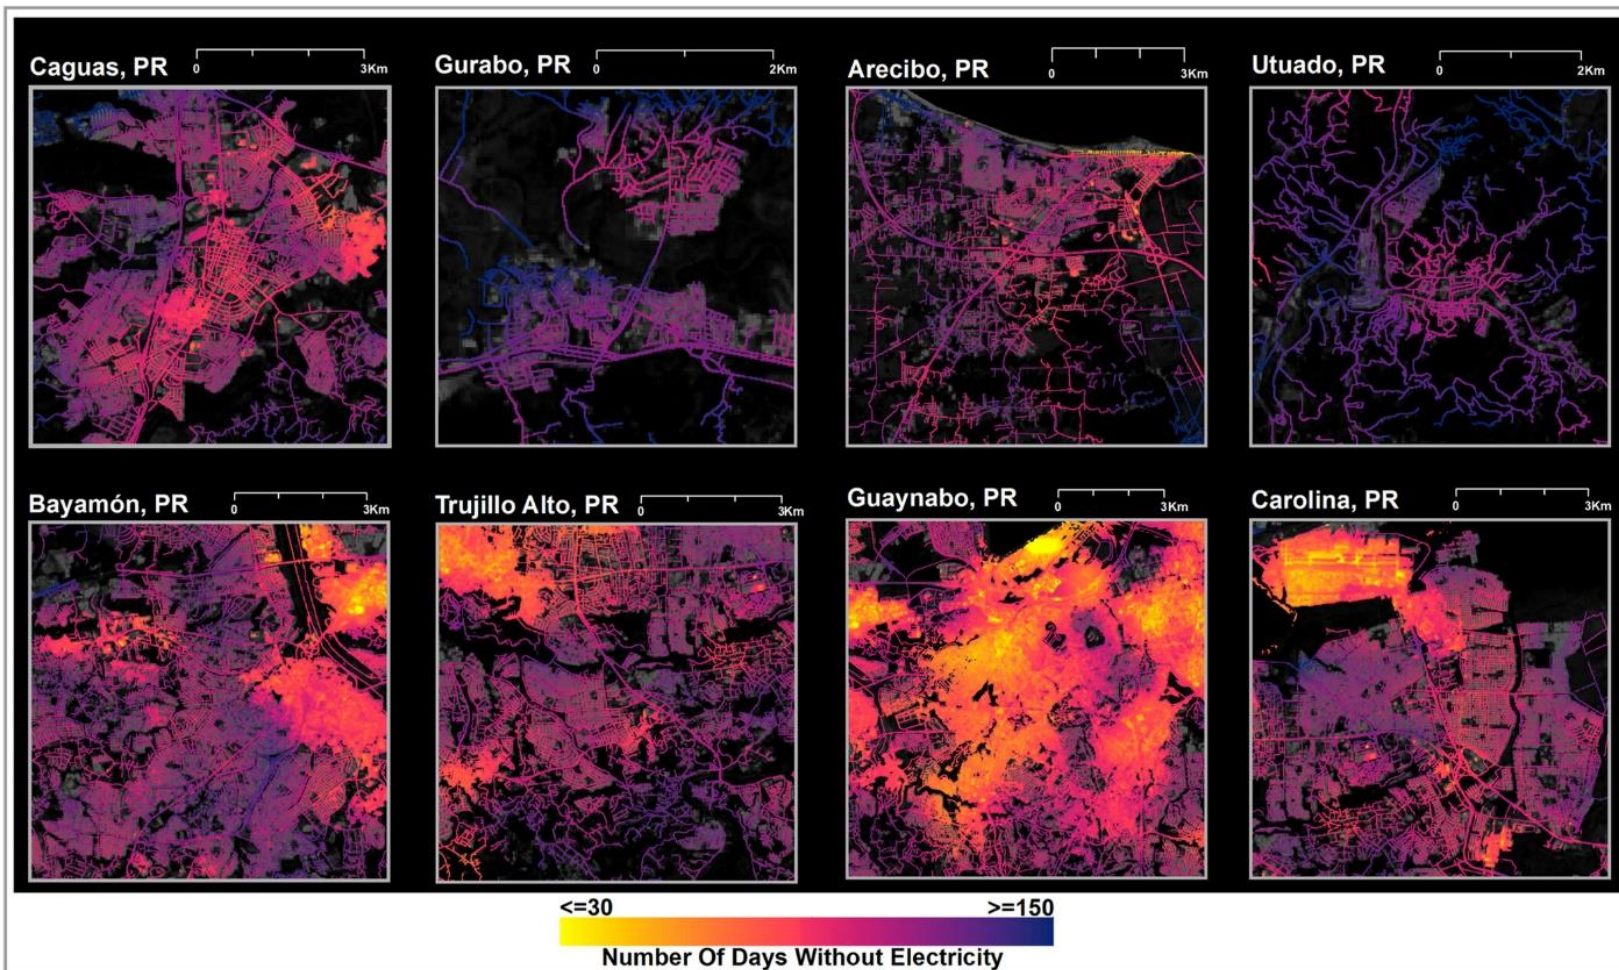 Caguas, PR
0 3Km
Gurabo, PR
0 2Km
Arecibo, PR
0 3Km
Utuado, PR
0 2Km
Bayamón, PR
0 3Km
Trujillo Alto, PR
0 3Km
Guaynabo, PR
0 3Km
Carolina, PR
0 3Km
<=30 >=150
Number Of Days Without Electricity